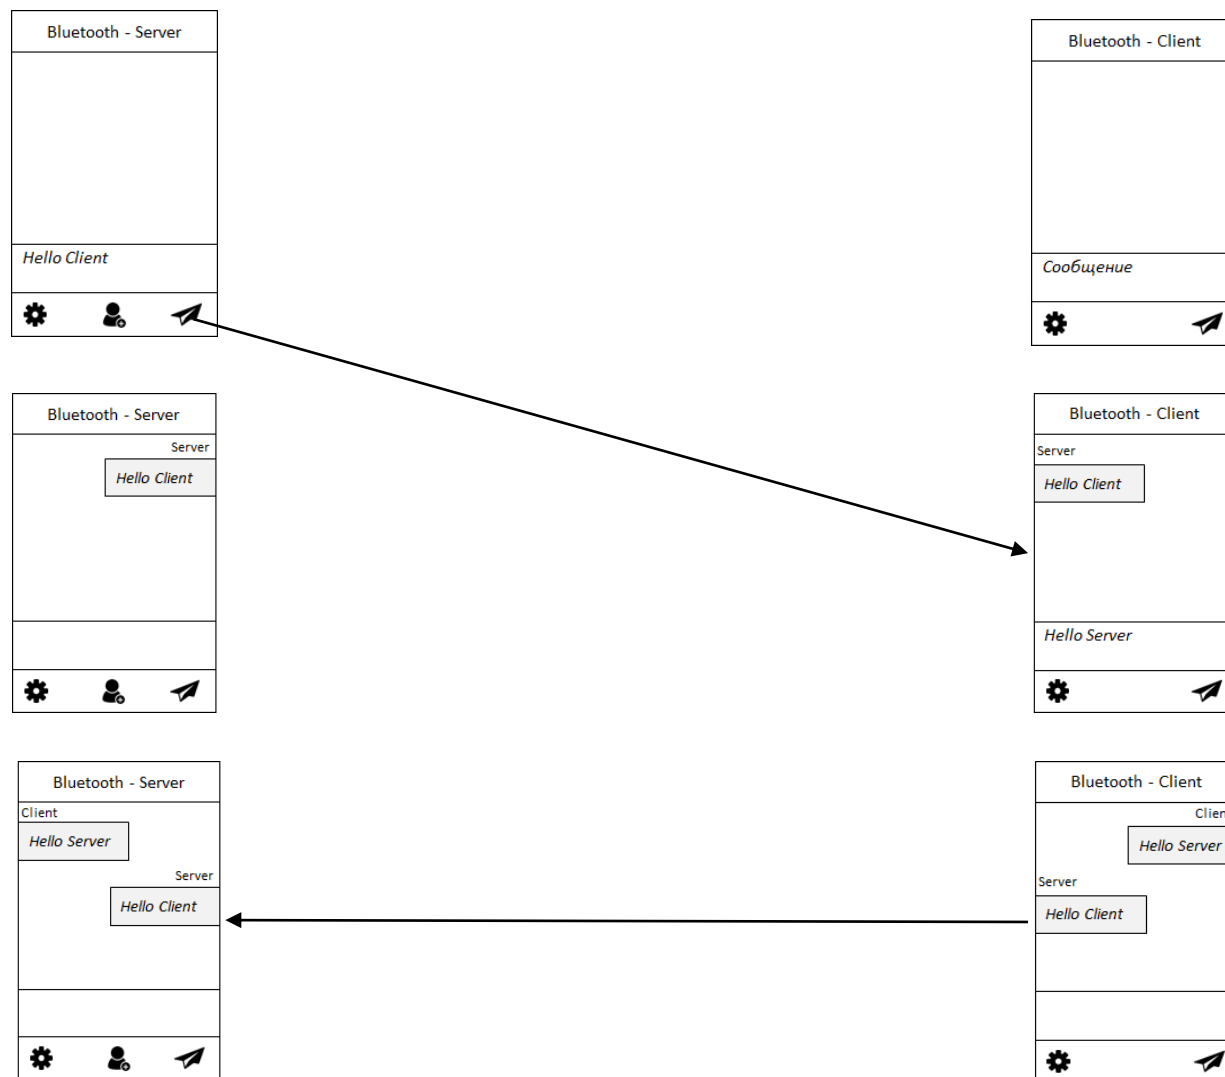 Bluetooth - Server
Hello Client
Bluetooth - Client
Сообщение
Bluetooth - Server
Server
Hello Client
Bluetooth - Client
Server
Hello Client
Hello Server
Bluetooth - Server
Client
Hello Server
Server
Hello Client
Bluetooth - Client
Clien
Hello Server
Server
Hello Client